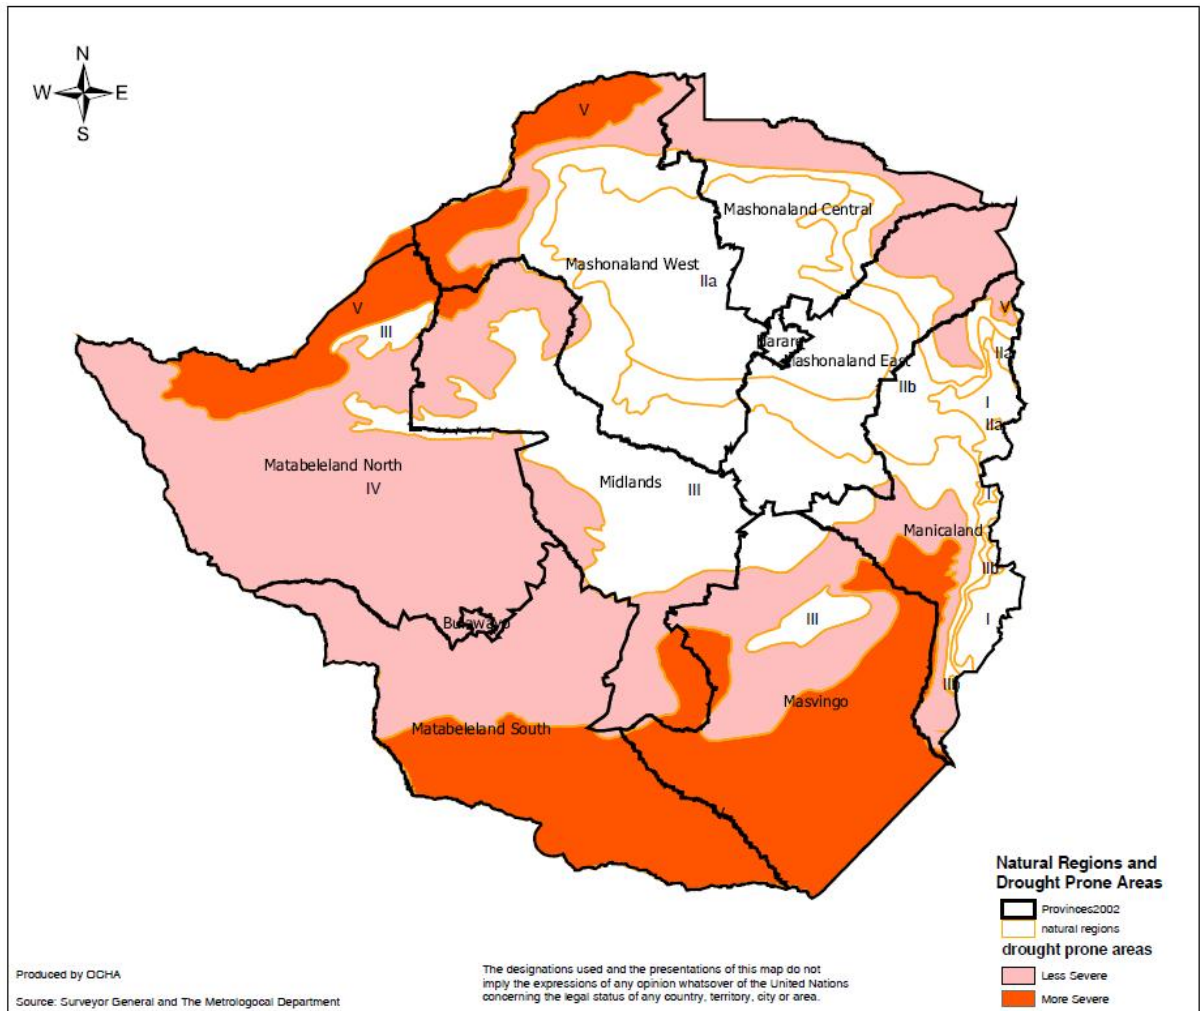 N
W E
S
V
Mashonaland Central
Mashonaland West
IIa
V
III
V
Harare
Mashonaland East
IIa
IIb
I
IIa
Matabeleland North
IV
Midlands
III
I
Manicaland
IIb
Bulawayo
III
I
IIb
Masvingo
Matabeleland South
V
Natural Regions and
Drought Prone Areas
Provinces2002
natural regions
drought prone areas
Less Severe
More Severe
Produced by OCHA
Source: Surveyor General and The Metrologocal Department
The designations used and the presentations of this map do not
imply the expressions of any opinion whatsover of the United Nations
concerning the legal status of any country, territory, city or area.